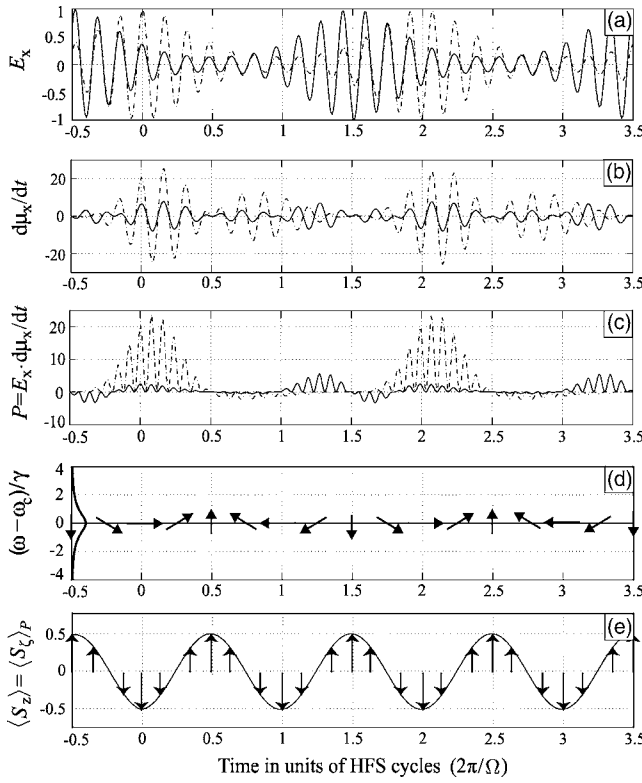 (a)
E_x
1
0.5
0
-0.5
-1
-0.5 0 0.5 1 1.5 2 2.5 3 3.5
(b)
dμ_x/dt
20
0
-20
-0.5 0 0.5 1 1.5 2 2.5 3 3.5
(c)
P=E_x·dμ_x/dt
20
10
0
-10
-0.5 0 0.5 1 1.5 2 2.5 3 3.5
(d)
(ω−ω_c)/γ
4
2
0
-2
-4
-0.5 0 0.5 1 1.5 2 2.5 3 3.5
(e)
⟨S_z⟩=⟨S_ζ⟩_P
0.5
0
-0.5
-0.5 0 0.5 1 1.5 2 2.5 3 3.5
Time in units of HFS cycles (2π/Ω)